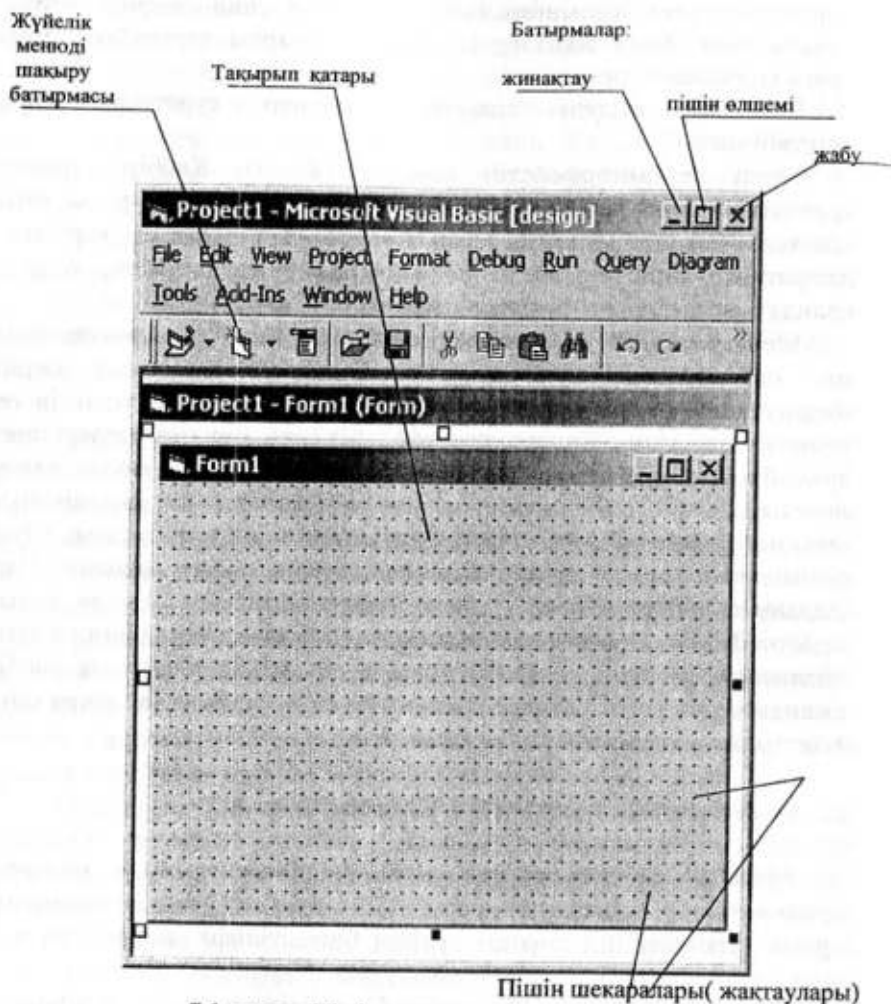 Жүйелік
менюді
шақыру
батырмасы
Тақырып қатары
Батырмалар:
жинақтау
пішін өлшемі
жабу
Project1 - Microsoft Visual Basic [design]
File Edit View Project Format Debug Run Query Diagram
Tools Add-Ins Window Help
Project1 - Form1 (Form)
Form1
Пішін шекаралары( жақтаулары)